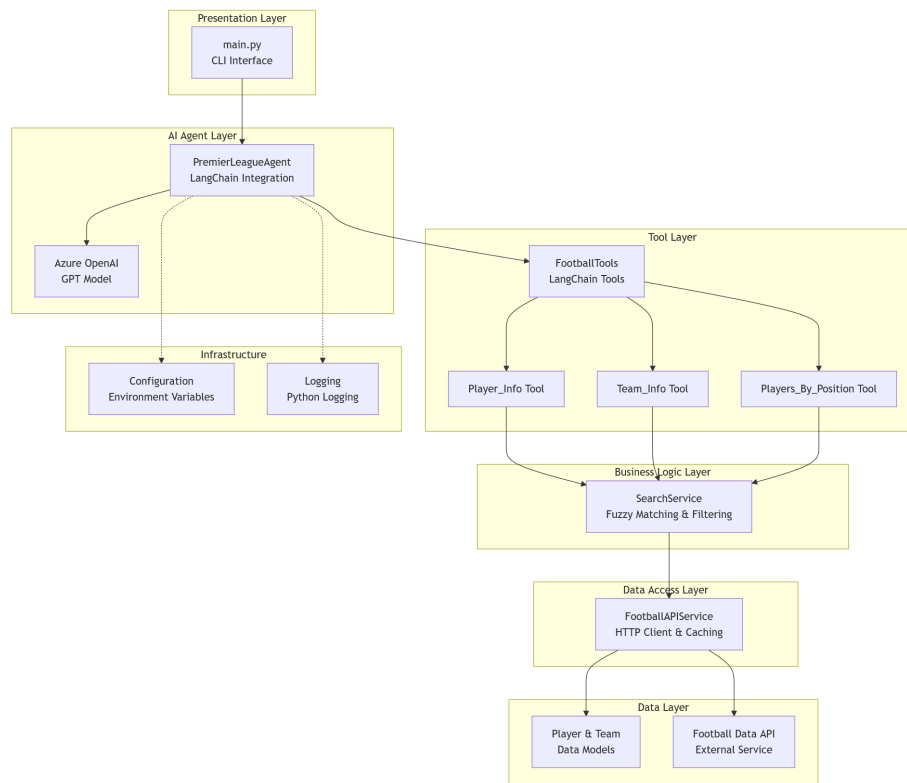 Presentation Layer
main.py
CLI Interface
AI Agent Layer
PremierLeagueAgent
LangChain Integration
Azure OpenAI
GPT Model
Tool Layer
FootballTools
LangChain Tools
Infrastructure
Configuration
Environment Variables
Logging
Python Logging
Player_Info Tool
Team_Info Tool
Players_By_Position Tool
Business Logic Layer
SearchService
Fuzzy Matching & Filtering
Data Access Layer
FootballAPIService
HTTP Client & Caching
Data Layer
Player & Team
Data Models
Football Data API
External Service